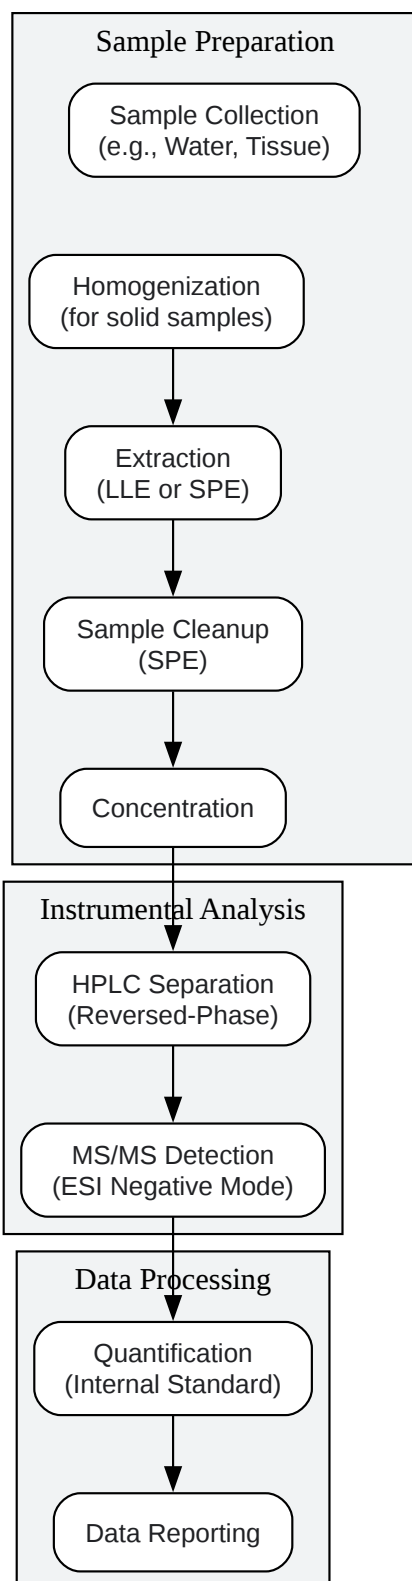 Sample Preparation
Sample Collection
(e.g., Water, Tissue)
Homogenization
(for solid samples)
Extraction
(LLE or SPE)
Sample Cleanup
(SPE)
Concentration
Instrumental Analysis
HPLC Separation
(Reversed-Phase)
MS/MS Detection
(ESI Negative Mode)
Data Processing
Quantification
(Internal Standard)
Data Reporting